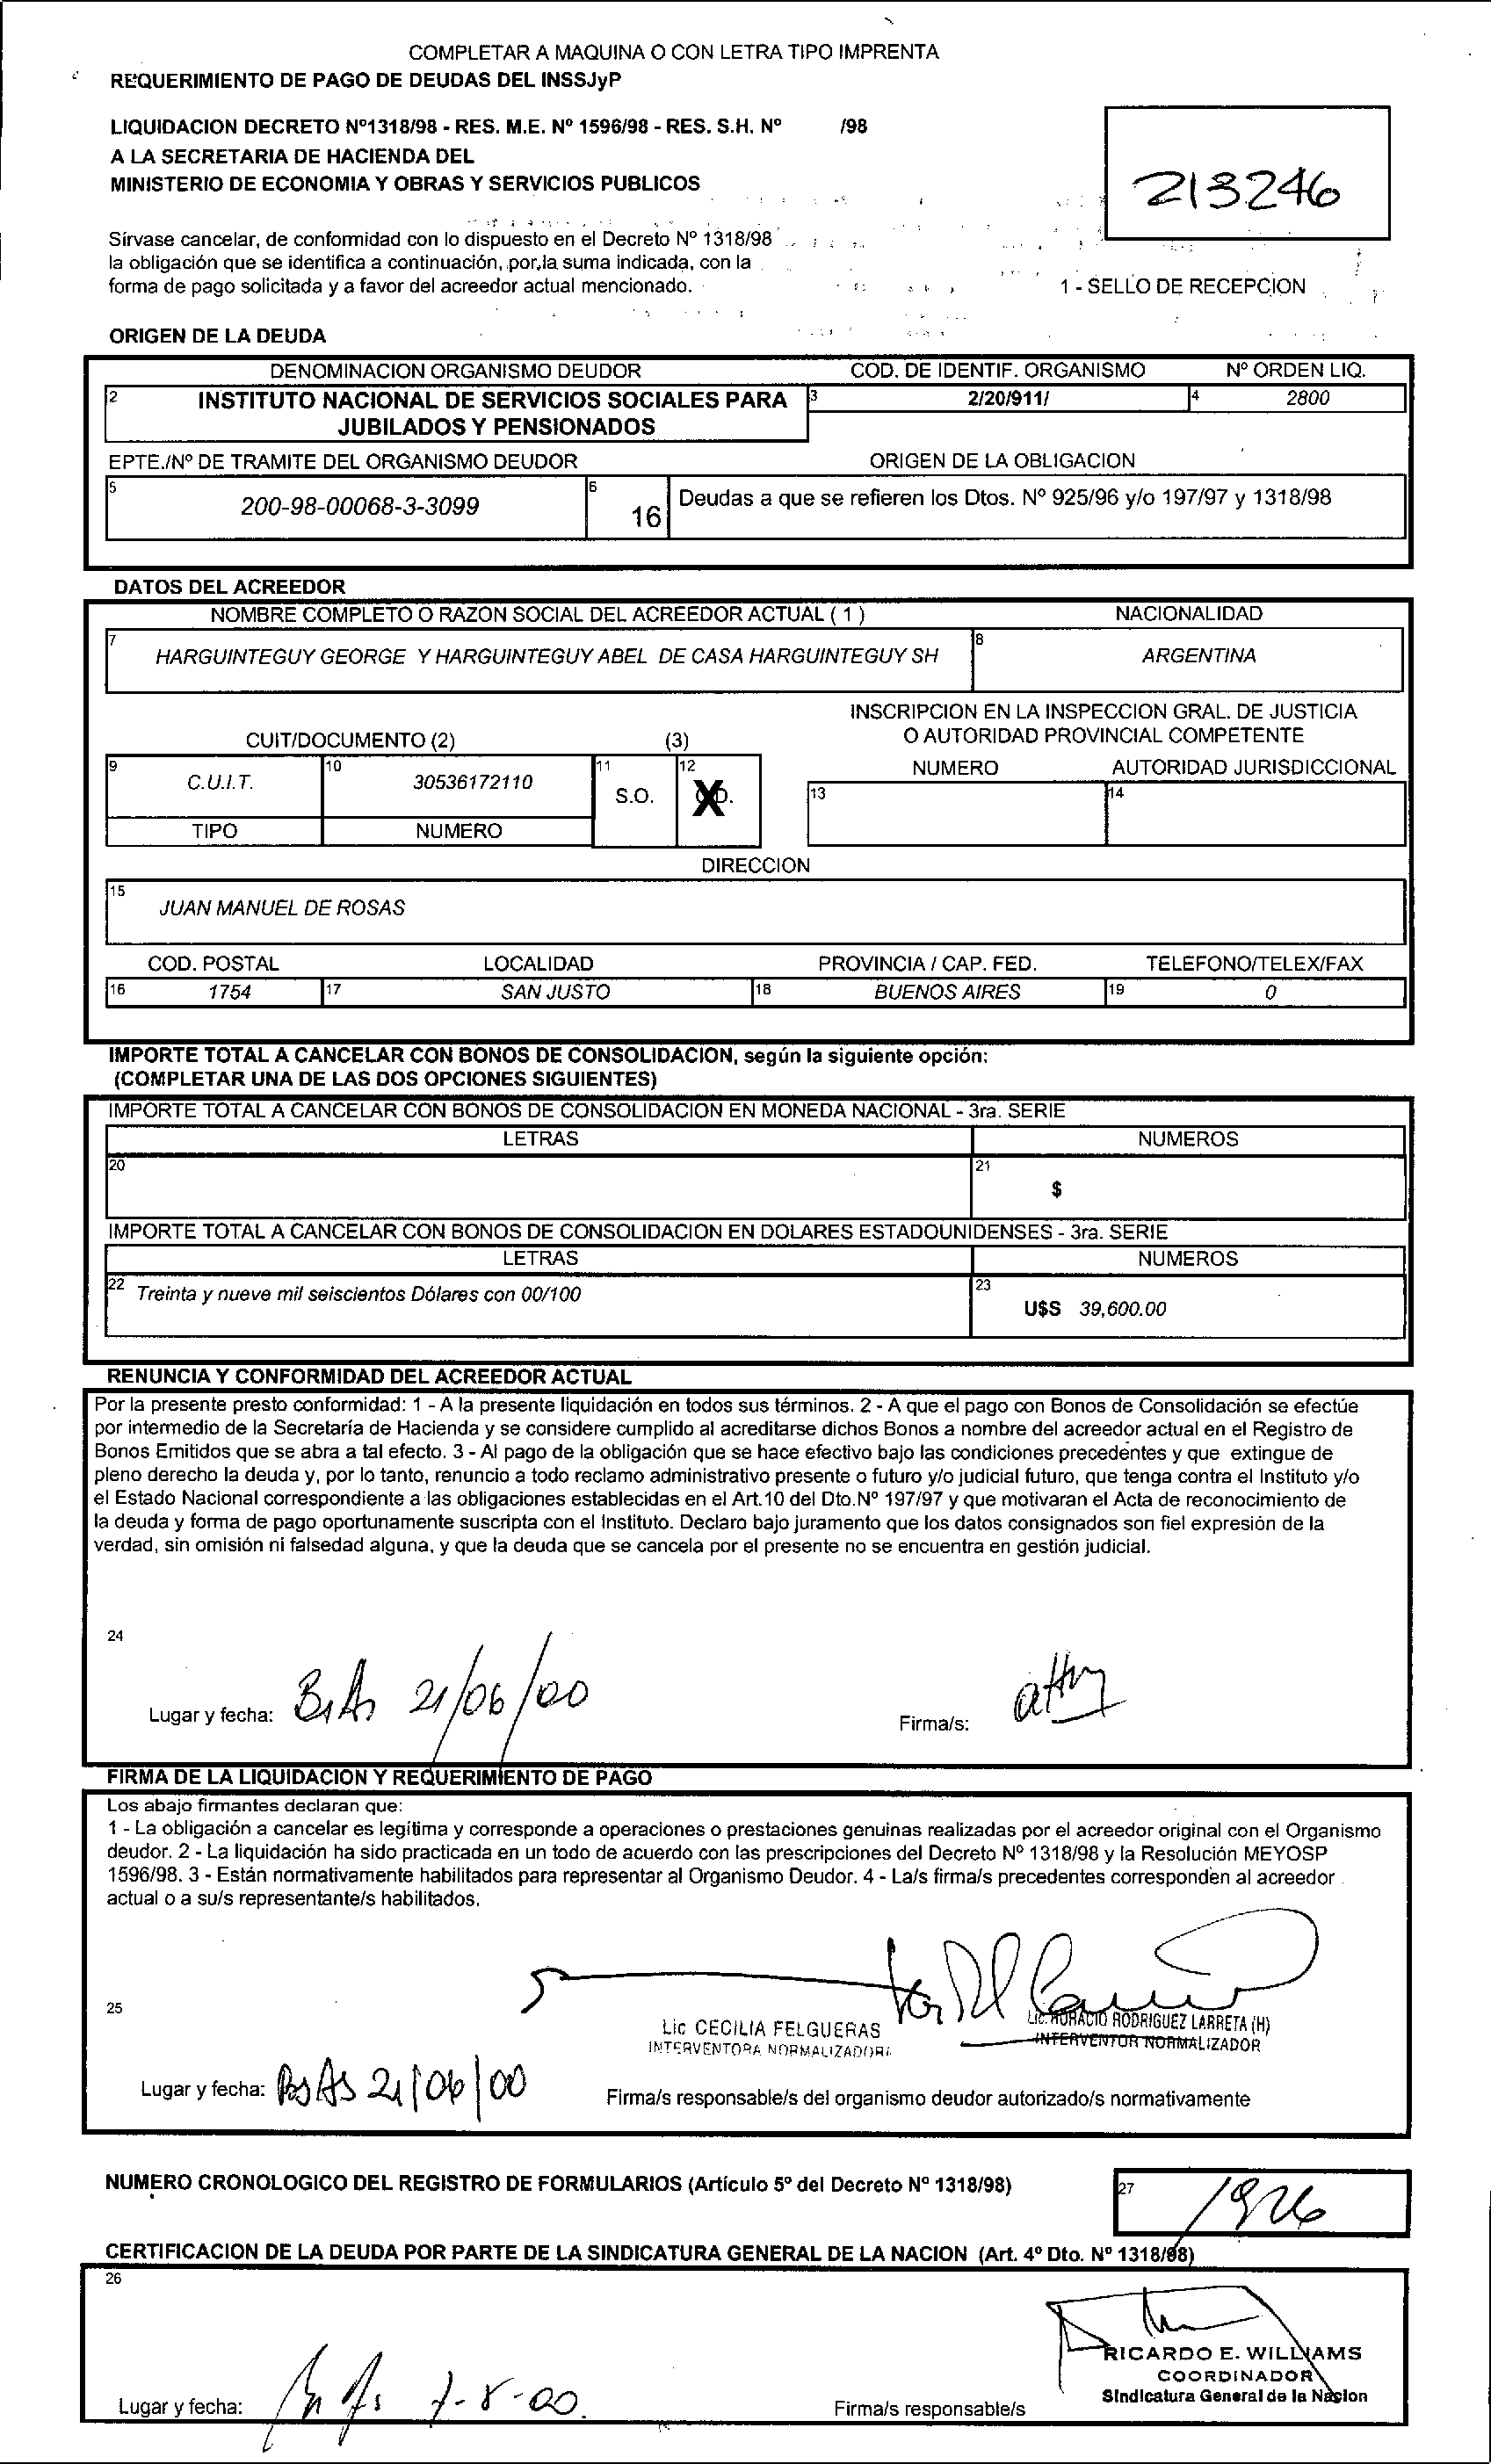 COMPLETAR A MAQUINA O CON LETRA TIPO IMPRENTA
REQUERIMIENTO DE PAGO DE DEUDAS DEL INSSJyP
LIQUIDACION DECRETO Nº1318/98 - RES. M.E. Nº 1596/98 - RES. S.H. Nº /98
A LA SECRETARIA DE HACIENDA DEL
MINISTERIO DE ECONOMIA Y OBRAS Y SERVICIOS PUBLICOS
213246
Sírvase cancelar, de conformidad con lo dispuesto en el Decreto Nº 1318/98
la obligación que se identifica a continuación, por la suma indicada, con la
forma de pago solicitada y a favor del acreedor actual mencionado.
1 - SELLO DE RECEPCION
ORIGEN DE LA DEUDA
DENOMINACION ORGANISMO DEUDOR COD. DE IDENTIF. ORGANISMO Nº ORDEN LIQ.
2 INSTITUTO NACIONAL DE SERVICIOS SOCIALES PARA 3 2/20/911/ 4 2800
JUBILADOS Y PENSIONADOS
EPTE./Nº DE TRAMITE DEL ORGANISMO DEUDOR ORIGEN DE LA OBLIGACION
5 200-98-00068-3-3099 6 16 Deudas a que se refieren los Dtos. Nº 925/96 y/o 197/97 y 1318/98
DATOS DEL ACREEDOR
NOMBRE COMPLETO O RAZON SOCIAL DEL ACREEDOR ACTUAL ( 1 ) NACIONALIDAD
7 HARGUINTEGUY GEORGE Y HARGUINTEGUY ABEL DE CASA HARGUINTEGUY SH 8 ARGENTINA
INSCRIPCION EN LA INSPECCION GRAL. DE JUSTICIA
CUIT/DOCUMENTO (2) (3) O AUTORIDAD PROVINCIAL COMPETENTE
9 C.U.I.T. 10 30536172110 11 S.O. 12 X D. NUMERO AUTORIDAD JURISDICCIONAL
13 14
TIPO NUMERO
DIRECCION
15 JUAN MANUEL DE ROSAS
COD. POSTAL LOCALIDAD PROVINCIA / CAP. FED. TELEFONO/TELEX/FAX
16 1754 17 SAN JUSTO 18 BUENOS AIRES 19 0
IMPORTE TOTAL A CANCELAR CON BONOS DE CONSOLIDACION, según la siguiente opción:
(COMPLETAR UNA DE LAS DOS OPCIONES SIGUIENTES)
IMPORTE TOTAL A CANCELAR CON BONOS DE CONSOLIDACION EN MONEDA NACIONAL - 3ra. SERIE
LETRAS NUMEROS
20 21 $
IMPORTE TOTAL A CANCELAR CON BONOS DE CONSOLIDACION EN DOLARES ESTADOUNIDENSES - 3ra. SERIE
LETRAS NUMEROS
22 Treinta y nueve mil seiscientos Dólares con 00/100 23 U$S 39,600.00
RENUNCIA Y CONFORMIDAD DEL ACREEDOR ACTUAL
Por la presente presto conformidad: 1 - A la presente liquidación en todos sus términos. 2 - A que el pago con Bonos de Consolidación se efectúe
por intermedio de la Secretaría de Hacienda y se considere cumplido al acreditarse dichos Bonos a nombre del acreedor actual en el Registro de
Bonos Emitidos que se abra a tal efecto. 3 - Al pago de la obligación que se hace efectivo bajo las condiciones precedentes y que extingue de
pleno derecho la deuda y, por lo tanto, renuncio a todo reclamo administrativo presente o futuro y/o judicial futuro, que tenga contra el Instituto y/o
el Estado Nacional correspondiente a las obligaciones establecidas en el Art.10 del Dto.Nº 197/97 y que motivaran el Acta de reconocimiento de
la deuda y forma de pago oportunamente suscripta con el Instituto. Declaro bajo juramento que los datos consignados son fiel expresión de la
verdad, sin omisión ni falsedad alguna, y que la deuda que se cancela por el presente no se encuentra en gestión judicial.
24
Lugar y fecha: Bs As 21/06/00 Firma/s:
FIRMA DE LA LIQUIDACION Y REQUERIMIENTO DE PAGO
Los abajo firmantes declaran que:
1 - La obligación a cancelar es legítima y corresponde a operaciones o prestaciones genuinas realizadas por el acreedor original con el Organismo
deudor. 2 - La liquidación ha sido practicada en un todo de acuerdo con las prescripciones del Decreto Nº 1318/98 y la Resolución MEYOSP
1596/98. 3 - Están normativamente habilitados para representar al Organismo Deudor. 4 - La/s firma/s precedentes corresponden al acreedor
actual o a su/s representante/s habilitados.
25
Lic CECILIA FELGUERAS Lic. HORACIO RODRIGUEZ LARRETA (H)
INTERVENTORA NORMALIZADORA INTERVENTOR NORMALIZADOR
Lugar y fecha: Bs As 21/06/00
Firma/s responsable/s del organismo deudor autorizado/s normativamente
NUMERO CRONOLOGICO DEL REGISTRO DE FORMULARIOS (Artículo 5º del Decreto Nº 1318/98) 27 1926
CERTIFICACION DE LA DEUDA POR PARTE DE LA SINDICATURA GENERAL DE LA NACION (Art. 4º Dto. Nº 1318/98)
26
RICARDO E. WILLIAMS
COORDINADOR
Sindicatura General de la Nacion
Lugar y fecha: Bs As 7-8-00. Firma/s responsable/s